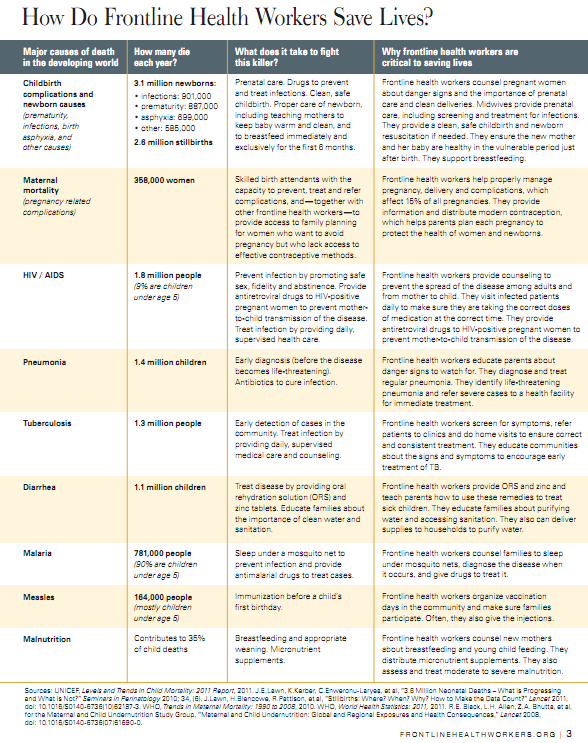 How Do Frontline Health Workers Save Lives?
Major causes of death
in the developing world
How many die
each year?
What does it take to fight
this killer?
Why frontline health workers are
critical to saving lives
Childbirth
complications and
newborn causes
(prematurity,
infections, birth
asphyxia, and
other causes)
3.1 million newborns:
• infections: 901,000
• prematurity: 887,000
• asphyxia: 699,000
• other: 585,000
2.6 million stillbirths
Prenatal care. Drugs to prevent
and treat infections. Clean, safe
childbirth. Proper care of newborn,
including teaching mothers to
keep baby warm and clean, and
to breastfeed immediately and
exclusively for the first 6 months.
Frontline health workers counsel pregnant women
about danger signs and the importance of prenatal
care and clean deliveries. Midwives provide prenatal
care, including screening and treatment for infections.
They provide a clean, safe childbirth and newborn
resuscitation if needed. They ensure the new mother
and her baby are healthy in the vulnerable period just
after birth. They support breastfeeding.
Maternal
mortality
(pregnancy related
complications)
358,000 women
Skilled birth attendants with the
capacity to prevent, treat and refer
complications, and—together with
other frontline health workers—to
provide access to family planning
for women who want to avoid
pregnancy but who lack access to
effective contraceptive methods.
Frontline health workers help properly manage
pregnancy, delivery and complications, which
affect 15% of all pregnancies. They provide
information and distribute modern contraception,
which helps parents plan each pregnancy to
protect the health of women and newborns.
HIV / AIDS
1.8 million people
(9% are children
under age 5)
Prevent infection by promoting safe
sex, fidelity and abstinence. Provide
antiretroviral drugs to HIV-positive
pregnant women to prevent mother-
to-child transmission of the disease.
Treat infection by providing daily,
supervised health care.
Frontline health workers provide counseling to
prevent the spread of the disease among adults and
from mother to child. They visit infected patients
daily to make sure they are taking the correct doses
of medication at the correct time. They provide
antiretroviral drugs to HIV-positive pregnant women to
prevent mother-to-child transmission of the disease.
Pneumonia
1.4 million children
Early diagnosis (before the disease
becomes life-threatening).
Antibiotics to cure infection.
Frontline health workers educate parents about
danger signs to watch for. They diagnose and treat
regular pneumonia. They identify life-threatening
pneumonia and refer severe cases to a health facility
for immediate treatment.
Tuberculosis
1.3 million people
Early detection of cases in the
community. Treat infection by
providing daily, supervised
medical care and counseling.
Frontline health workers screen for symptoms, refer
patients to clinics and do home visits to ensure correct
and consistent treatment. They educate communities
about the signs and symptoms to encourage early
treatment of TB.
Diarrhea
1.1 million children
Treat disease by providing oral
rehydration solution (ORS) and
zinc tablets. Educate families about
the importance of clean water and
sanitation.
Frontline health workers provide ORS and zinc and
teach parents how to use these remedies to treat
sick children. They educate families about purifying
water and accessing sanitation. They also can deliver
supplies to households to purify water.
Malaria
781,000 people
(90% are children
under age 5)
Sleep under a mosquito net to
prevent infection and provide
antimalarial drugs to treat cases.
Frontline health workers counsel families to sleep
under mosquito nets, diagnose the disease when
it occurs, and give drugs to treat it.
Measles
164,000 people
(mostly children
under age 5)
Immunization before a child's
first birthday.
Frontline health workers organize vaccination
days in the community and make sure families
participate. Often, they also give the injections.
Malnutrition
Contributes to 35%
of child deaths
Breastfeeding and appropriate
weaning. Micronutrient
supplements.
Frontline health workers counsel new mothers
about breastfeeding and young child feeding. They
distribute micronutrient supplements. They also
assess and treat moderate to severe malnutrition.
Sources: UNICEF, Levels and Trends in Child Mortality: 2011 Report, 2011. J.E.Lawn, K.Kerber, C.Enweronu-Laryea, et al, "3.6 Million Neonatal Deaths – What is Progressing
and What Is Not?" Seminars in Perinatology 2010; 34, (6). J.Lawn, H.Blencowe, R.Pattison, et al., "Stillbirths: Where? When? Why? How to Make the Data Count?" Lancet 2011,
doi: 10.1016/S0140-6736(10)62187-3. WHO, Trends in Maternal Mortality: 1990 to 2008, 2010. WHO, World Health Statistics: 2011, 2011. R.E. Black, L.H. Allen, Z.A. Bhutta, et al,
for the Maternal and Child Undernutrition Study Group, "Maternal and Child Undernutrition: Global and Regional Exposures and Health Consequences," Lancet 2008,
doi: 10.1016/S0140-6736(07)61690-0.
FRONTLINEHEALTHWORKERS.ORG | 3